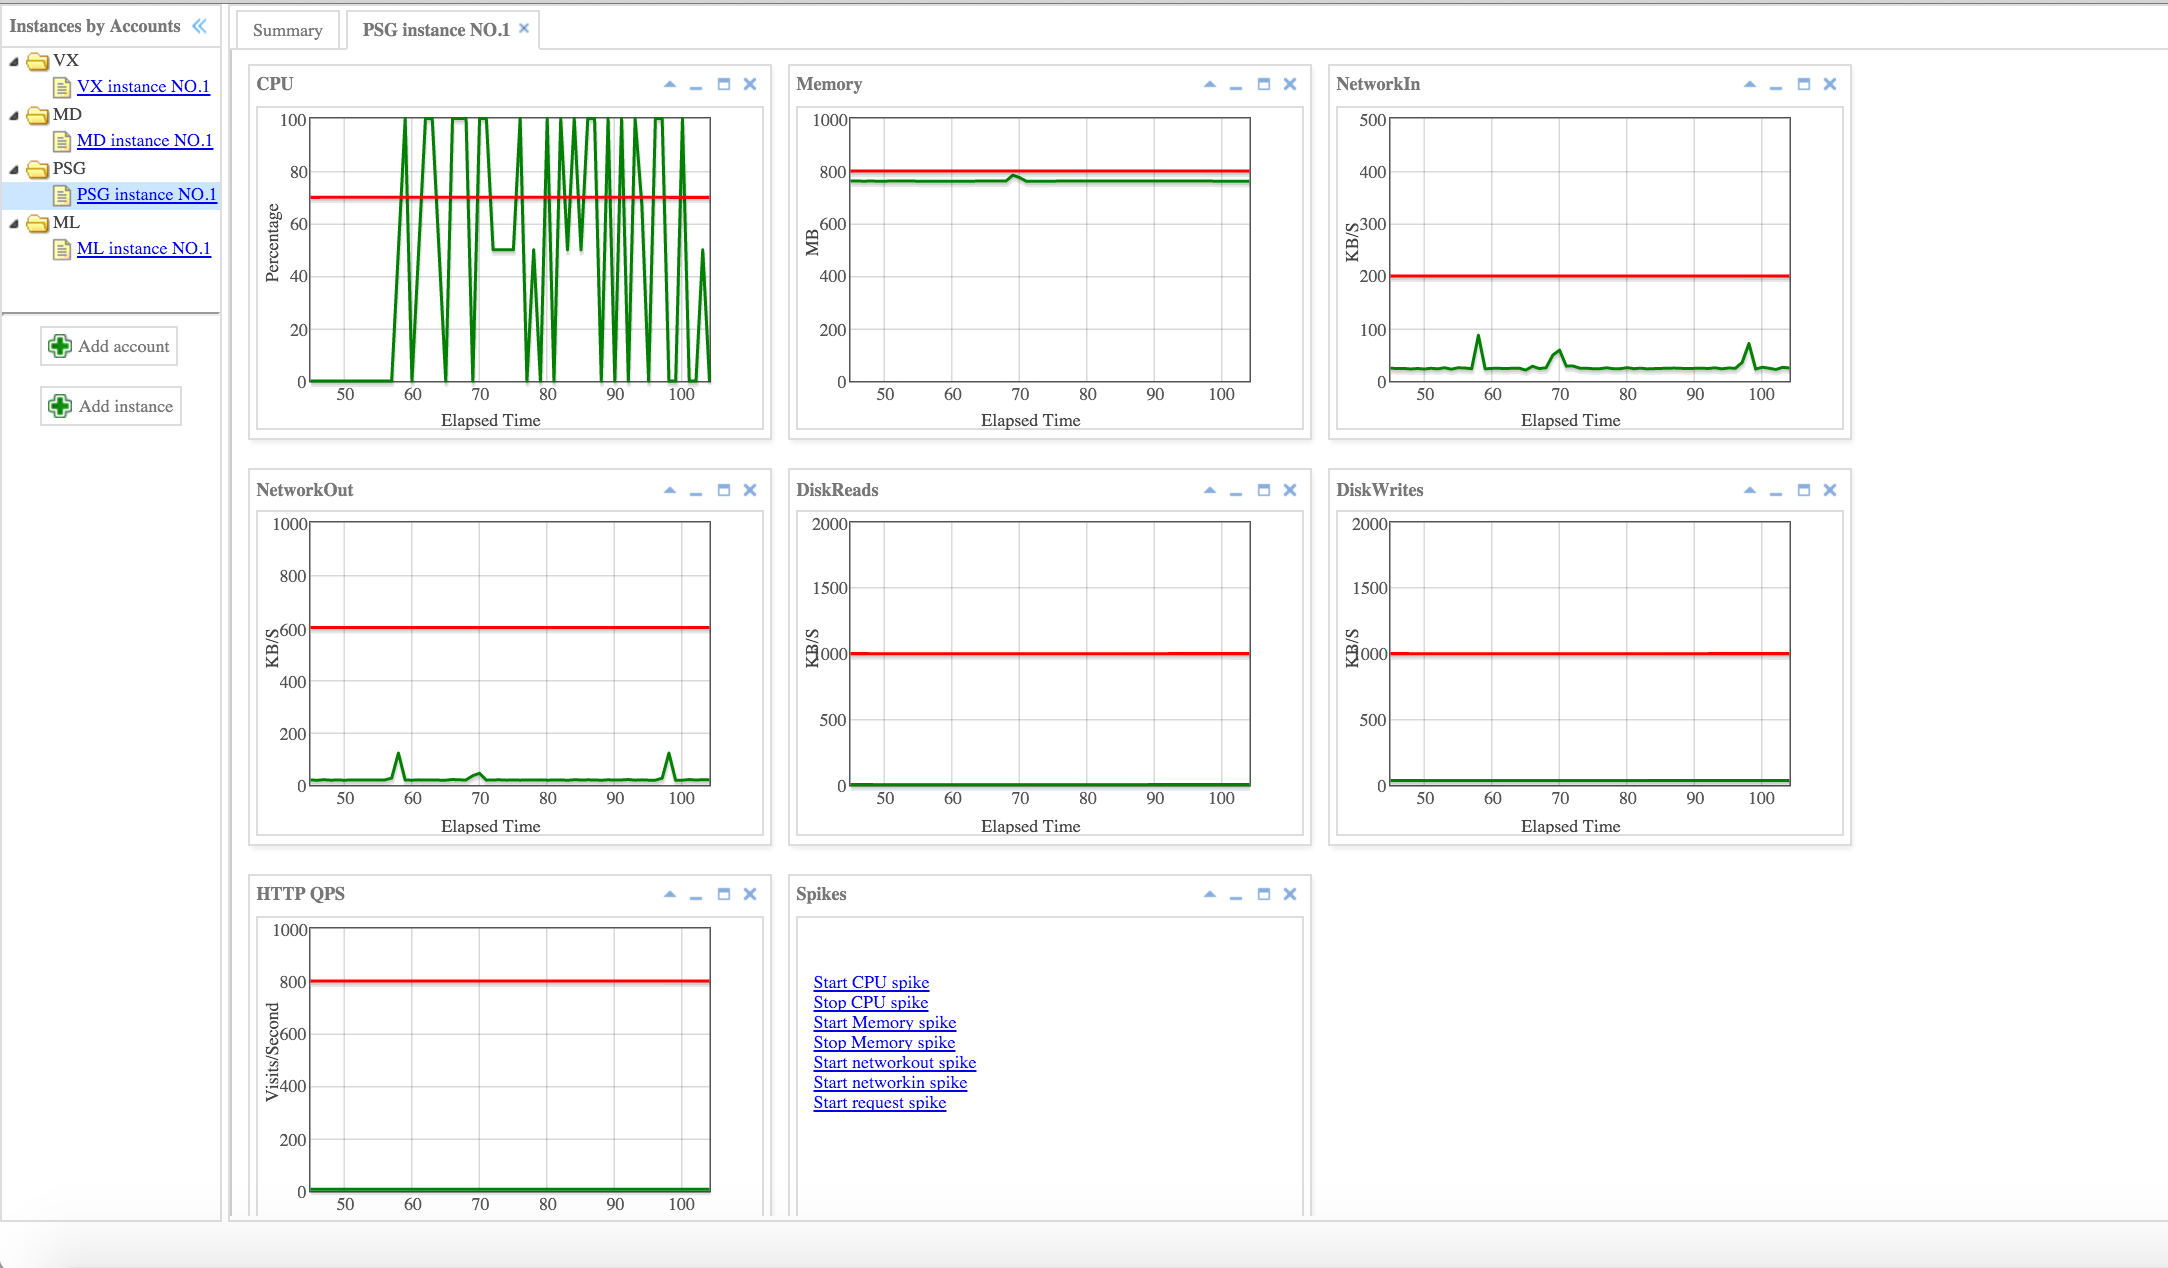 Instances by Accounts
VX
VX instance NO.1
MD
MD instance NO.1
PSG
PSG instance NO.1
ML
ML instance NO.1
Add account
Add instance
Summary
PSG instance NO.1
CPU
100
80
60
40
20
0
Percentage
50 60 70 80 90 100
Elapsed Time
Memory
1000
800
600
400
200
0
MB
50 60 70 80 90 100
Elapsed Time
NetworkIn
500
400
300
200
100
0
KB/S
50 60 70 80 90 100
Elapsed Time
NetworkOut
1000
800
600
400
200
0
KB/S
50 60 70 80 90 100
Elapsed Time
DiskReads
2000
1500
1000
500
0
KB/S
50 60 70 80 90 100
Elapsed Time
DiskWrites
2000
1500
1000
500
0
KB/S
50 60 70 80 90 100
Elapsed Time
HTTP QPS
1000
800
600
400
200
0
Visits/Second
50 60 70 80 90 100
Spikes
Start CPU spike
Stop CPU spike
Start Memory spike
Stop Memory spike
Start networkout spike
Start networkin spike
Start request spike